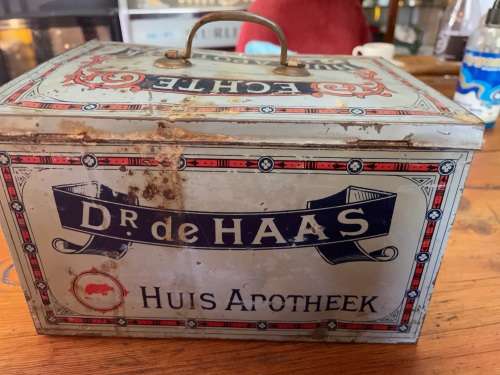 ECHTE
DR. de HAAS
HUIS APOTHEEK